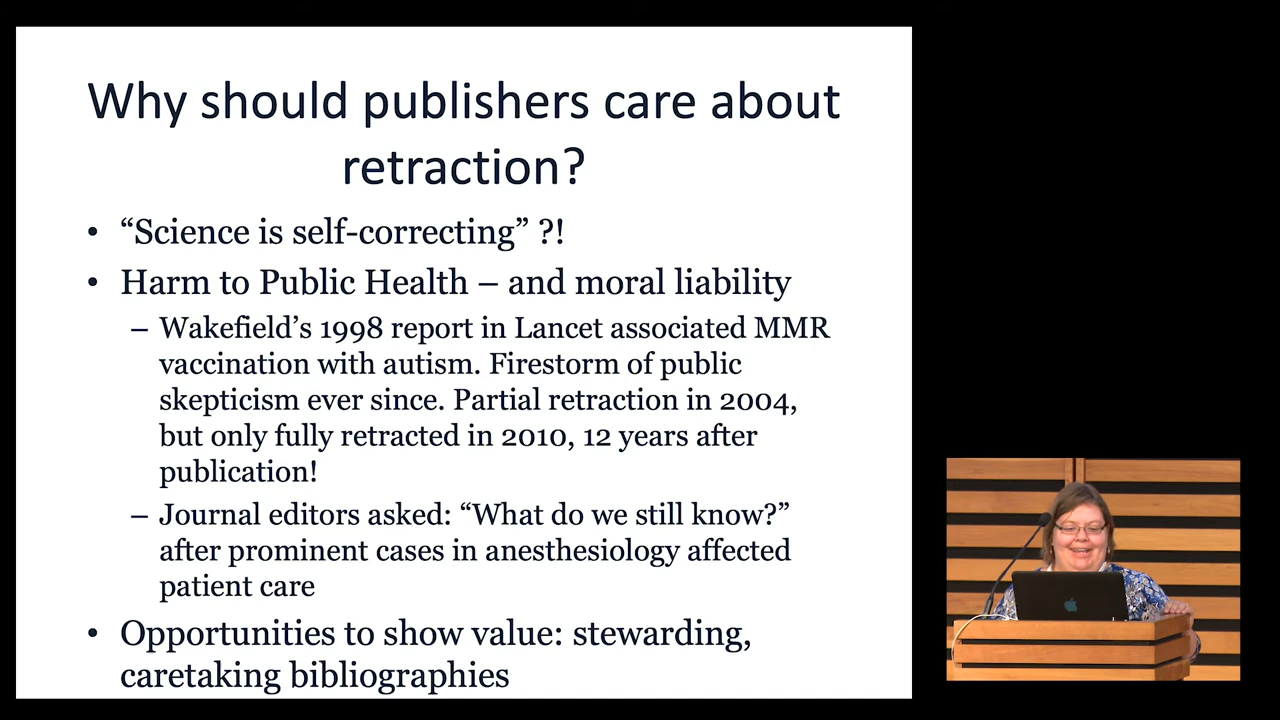 Why should publishers care about
retraction?
• “Science is self-correcting” ?!
• Harm to Public Health – and moral liability
– Wakefield’s 1998 report in Lancet associated MMR
vaccination with autism. Firestorm of public
skepticism ever since. Partial retraction in 2004,
but only fully retracted in 2010, 12 years after
publication!
– Journal editors asked: “What do we still know?”
after prominent cases in anesthesiology affected
patient care
• Opportunities to show value: stewarding,
caretaking bibliographies